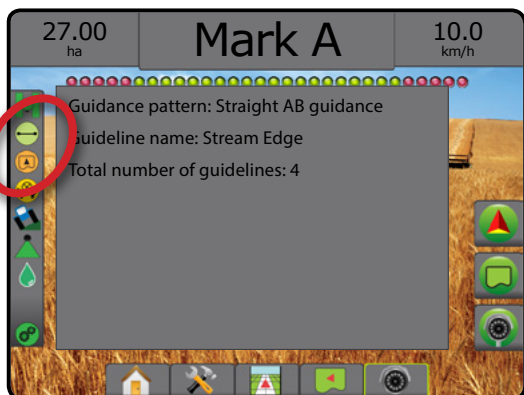 27.00
ha
Mark A
10.0
km/h
Guidance pattern: Straight AB guidance
Guideline name: Stream Edge
Total number of guidelines: 4